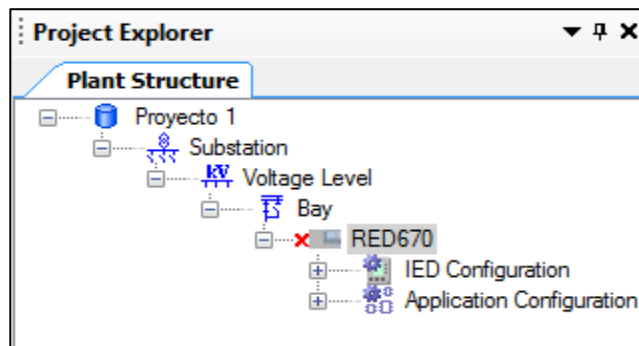 Project Explorer
Plant Structure
Proyecto 1
Substation
kV Voltage Level
Bay
RED670
IED Configuration
Application Configuration